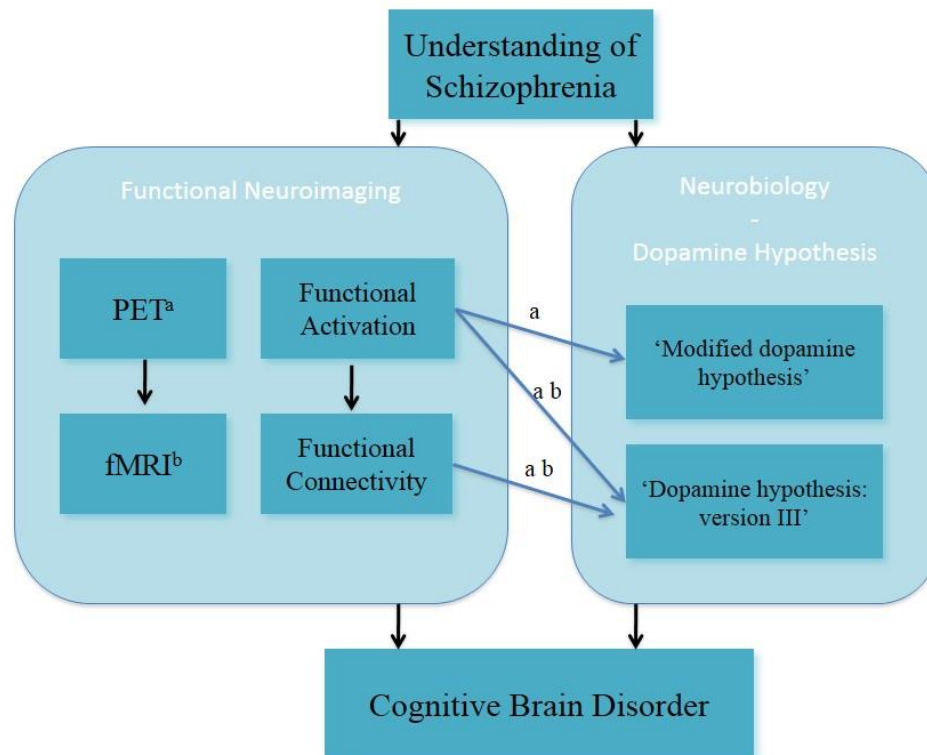 Understanding of
Schizophrenia
Functional Neuroimaging
PETᵃ
fMRIᵇ
Functional
Activation
Functional
Connectivity
a
a b
a b
Neurobiology
-
Dopamine Hypothesis
‘Modified dopamine
hypothesis’
‘Dopamine hypothesis:
version III’
Cognitive Brain Disorder